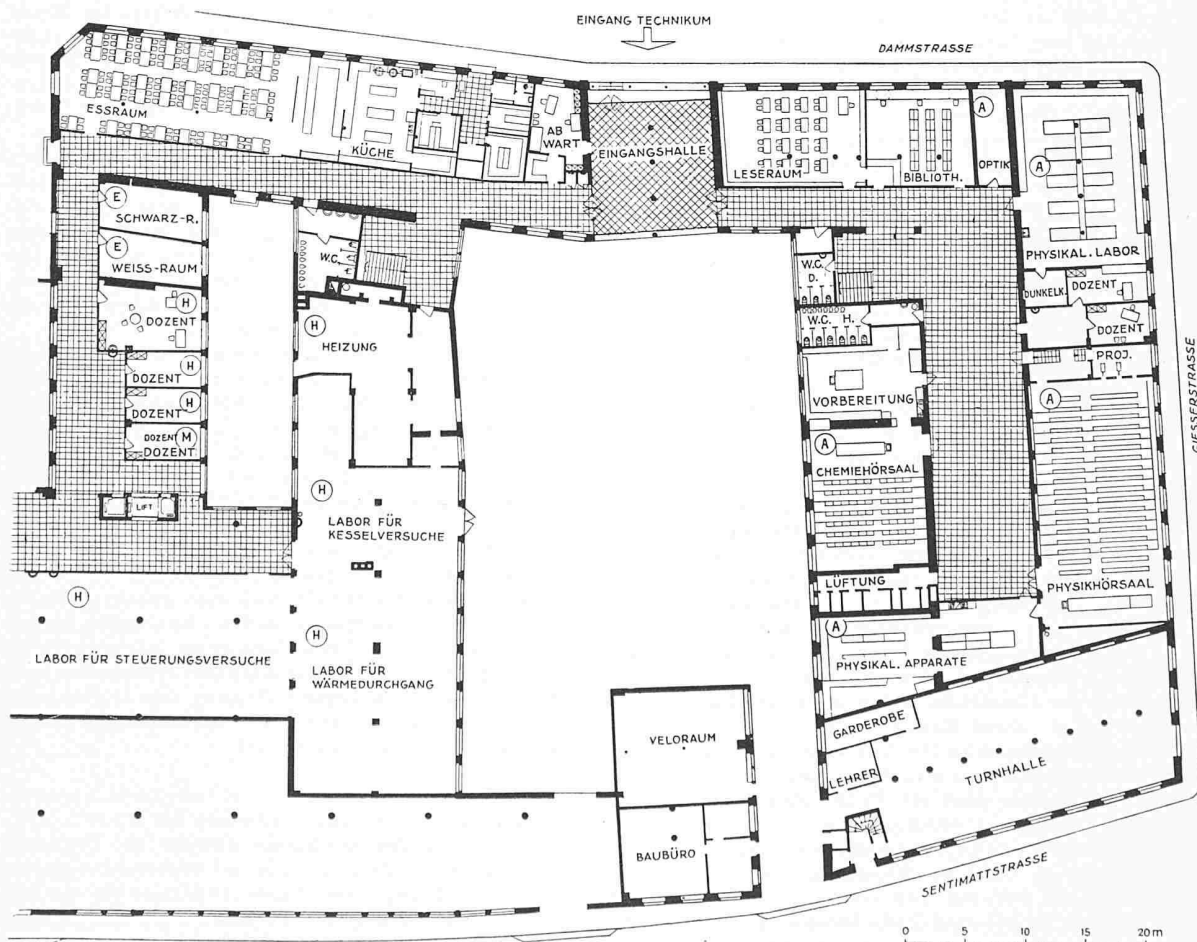 EINGANG TECHNIKUM
DAMMSTRASSE
ESSRAUM
KÜCHE
AB
WART
EINGANGSHALLE
LESERAUM
BIBLIOTH.
A
OPTIK
A
PHYSIKAL. LABOR
E
SCHWARZ-R.
E
WEISS-RAUM
H
DOZENT
H
DOZENT
H
DOZENT
DOZENT
M
DOZENT
LIFT
W.C.
H
HEIZUNG
W.C.
D.
W.C. H.
DUNKELK.
DOZENT
DOZENT
PROJ.
VORBEREITUNG
A
CHEMIEHÖRSAAL
A
GIESSERSTRASSE
H
LABOR FÜR
KESSELVERSUCHE
LÜFTUNG
PHYSIKHÖRSAAL
H
LABOR FÜR STEUERUNGSVERSUCHE
H
LABOR FÜR
WÄRMEDURCHGANG
A
PHYSIKAL. APPARATE
GARDEROBE
LEHRER
TURNHALLE
VELORAUM
BAUBÜRO
SENTIMATTSTRASSE
0 5 10 15 20 m